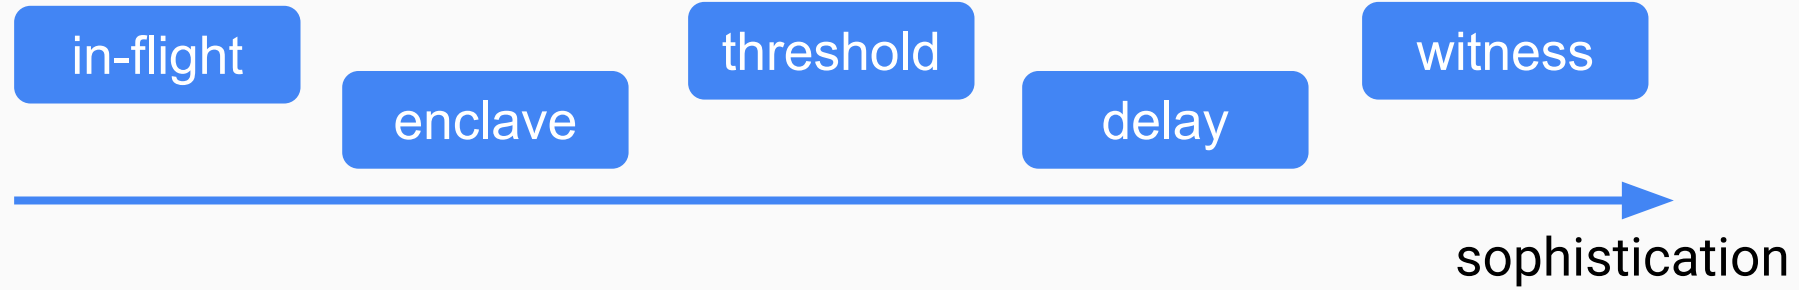 in-flight
enclave
threshold
delay
witness
sophistication